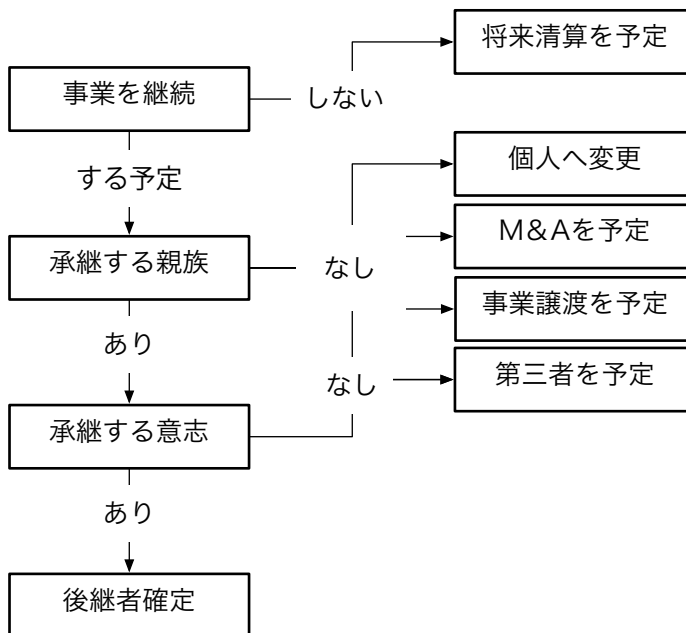 将来清算を予定
事業を継続
しない
個人へ変更
する予定
M&Aを予定
承継する親族
なし
事業譲渡を予定
あり
第三者を予定
なし
承継する意志
あり
後継者確定